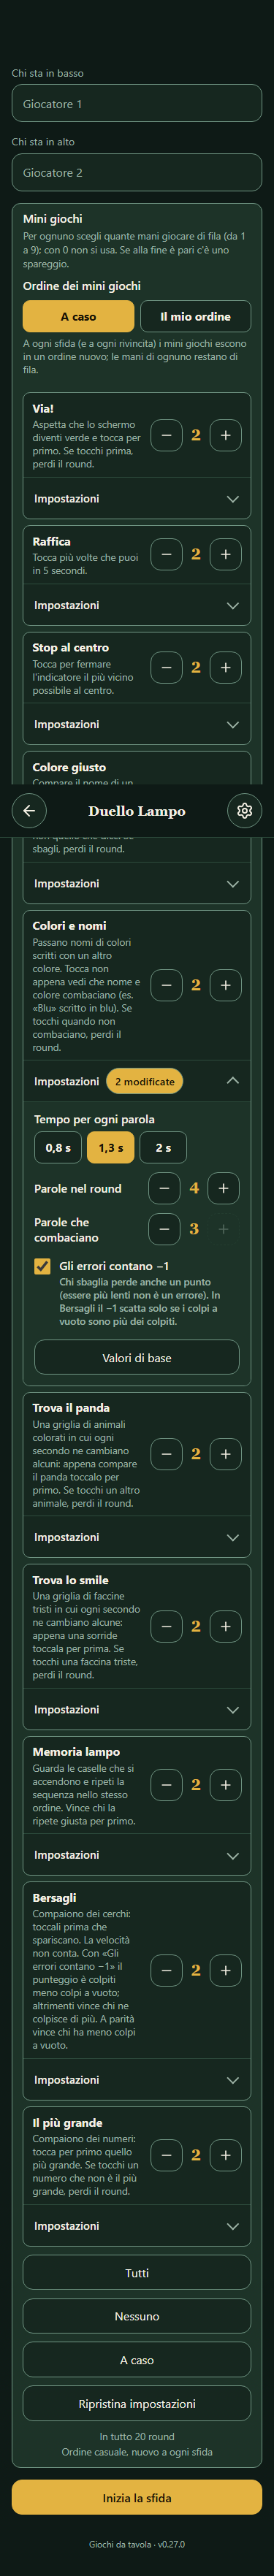 Chi sta in basso
Giocatore 1
Chi sta in alto
Giocatore 2
Mini giochi
Per ognuno scegli quante mani giocare di fila (da 1
a 9); con 0 non si usa. Se alla fine è pari c'è uno
spareggio.
Ordine dei mini giochi
A caso
Il mio ordine
A ogni sfida (e a ogni rivincita) i mini giochi escono
in un ordine nuovo; le mani di ognuno restano di
fila.
Via!
Aspetta che lo schermo
diventi verde e tocca per
primo. Se tocchi prima,
perdi il round.
− 2 +
Impostazioni
Raffica
Tocca più volte che puoi
in 5 secondi.
− 2 +
Impostazioni
Stop al centro
Tocca per fermare
l'indicatore il più vicino
possibile al centro.
− 2 +
Impostazioni
Colore giusto
Duello Lampo
sbagli, perdi il round.
Impostazioni
Colori e nomi
Passano nomi di colori
scritti con un altro
colore. Tocca non
appena vedi che nome e
colore combaciano (es.
«Blu» scritto in blu). Se
tocchi quando non
combaciano, perdi il
round.
− 2 +
Impostazioni
2 modificate
Tempo per ogni parola
0,8 s
1,3 s
2 s
Parole nel round
− 4 +
Parole che
combaciano
− 3 +
Gli errori contano −1
Chi sbaglia perde anche un punto
(essere più lenti non è un errore). In
Bersagli il −1 scatta solo se i colpi a
vuoto sono più dei colpiti.
Valori di base
Trova il panda
Una griglia di animali
colorati in cui ogni
secondo ne cambiano
alcuni: appena compare
il panda toccalo per
primo. Se tocchi un altro
animale, perdi il round.
− 2 +
Impostazioni
Trova lo smile
Una griglia di faccine
tristi in cui ogni secondo
ne cambiano alcune:
appena una sorride
toccala per prima. Se
tocchi una faccina triste,
perdi il round.
− 2 +
Impostazioni
Memoria lampo
Guarda le caselle che si
accendono e ripeti la
sequenza nello stesso
ordine. Vince chi la
ripete giusta per primo.
− 2 +
Impostazioni
Bersagli
Compaiono dei cerchi:
toccali prima che
spariscano. La velocità
non conta. Con «Gli
errori contano −1» il
punteggio è colpiti
meno colpi a vuoto;
altrimenti vince chi ne
colpisce di più. A parità
vince chi ha meno colpi
a vuoto.
− 2 +
Impostazioni
Il più grande
Compaiono dei numeri:
tocca per primo quello
più grande. Se tocchi un
numero che non è il più
grande, perdi il round.
− 2 +
Impostazioni
Tutti
Nessuno
A caso
Ripristina impostazioni
In tutto 20 round
Ordine casuale, nuovo a ogni sfida
Inizia la sfida
Giochi da tavola · v0.27.0